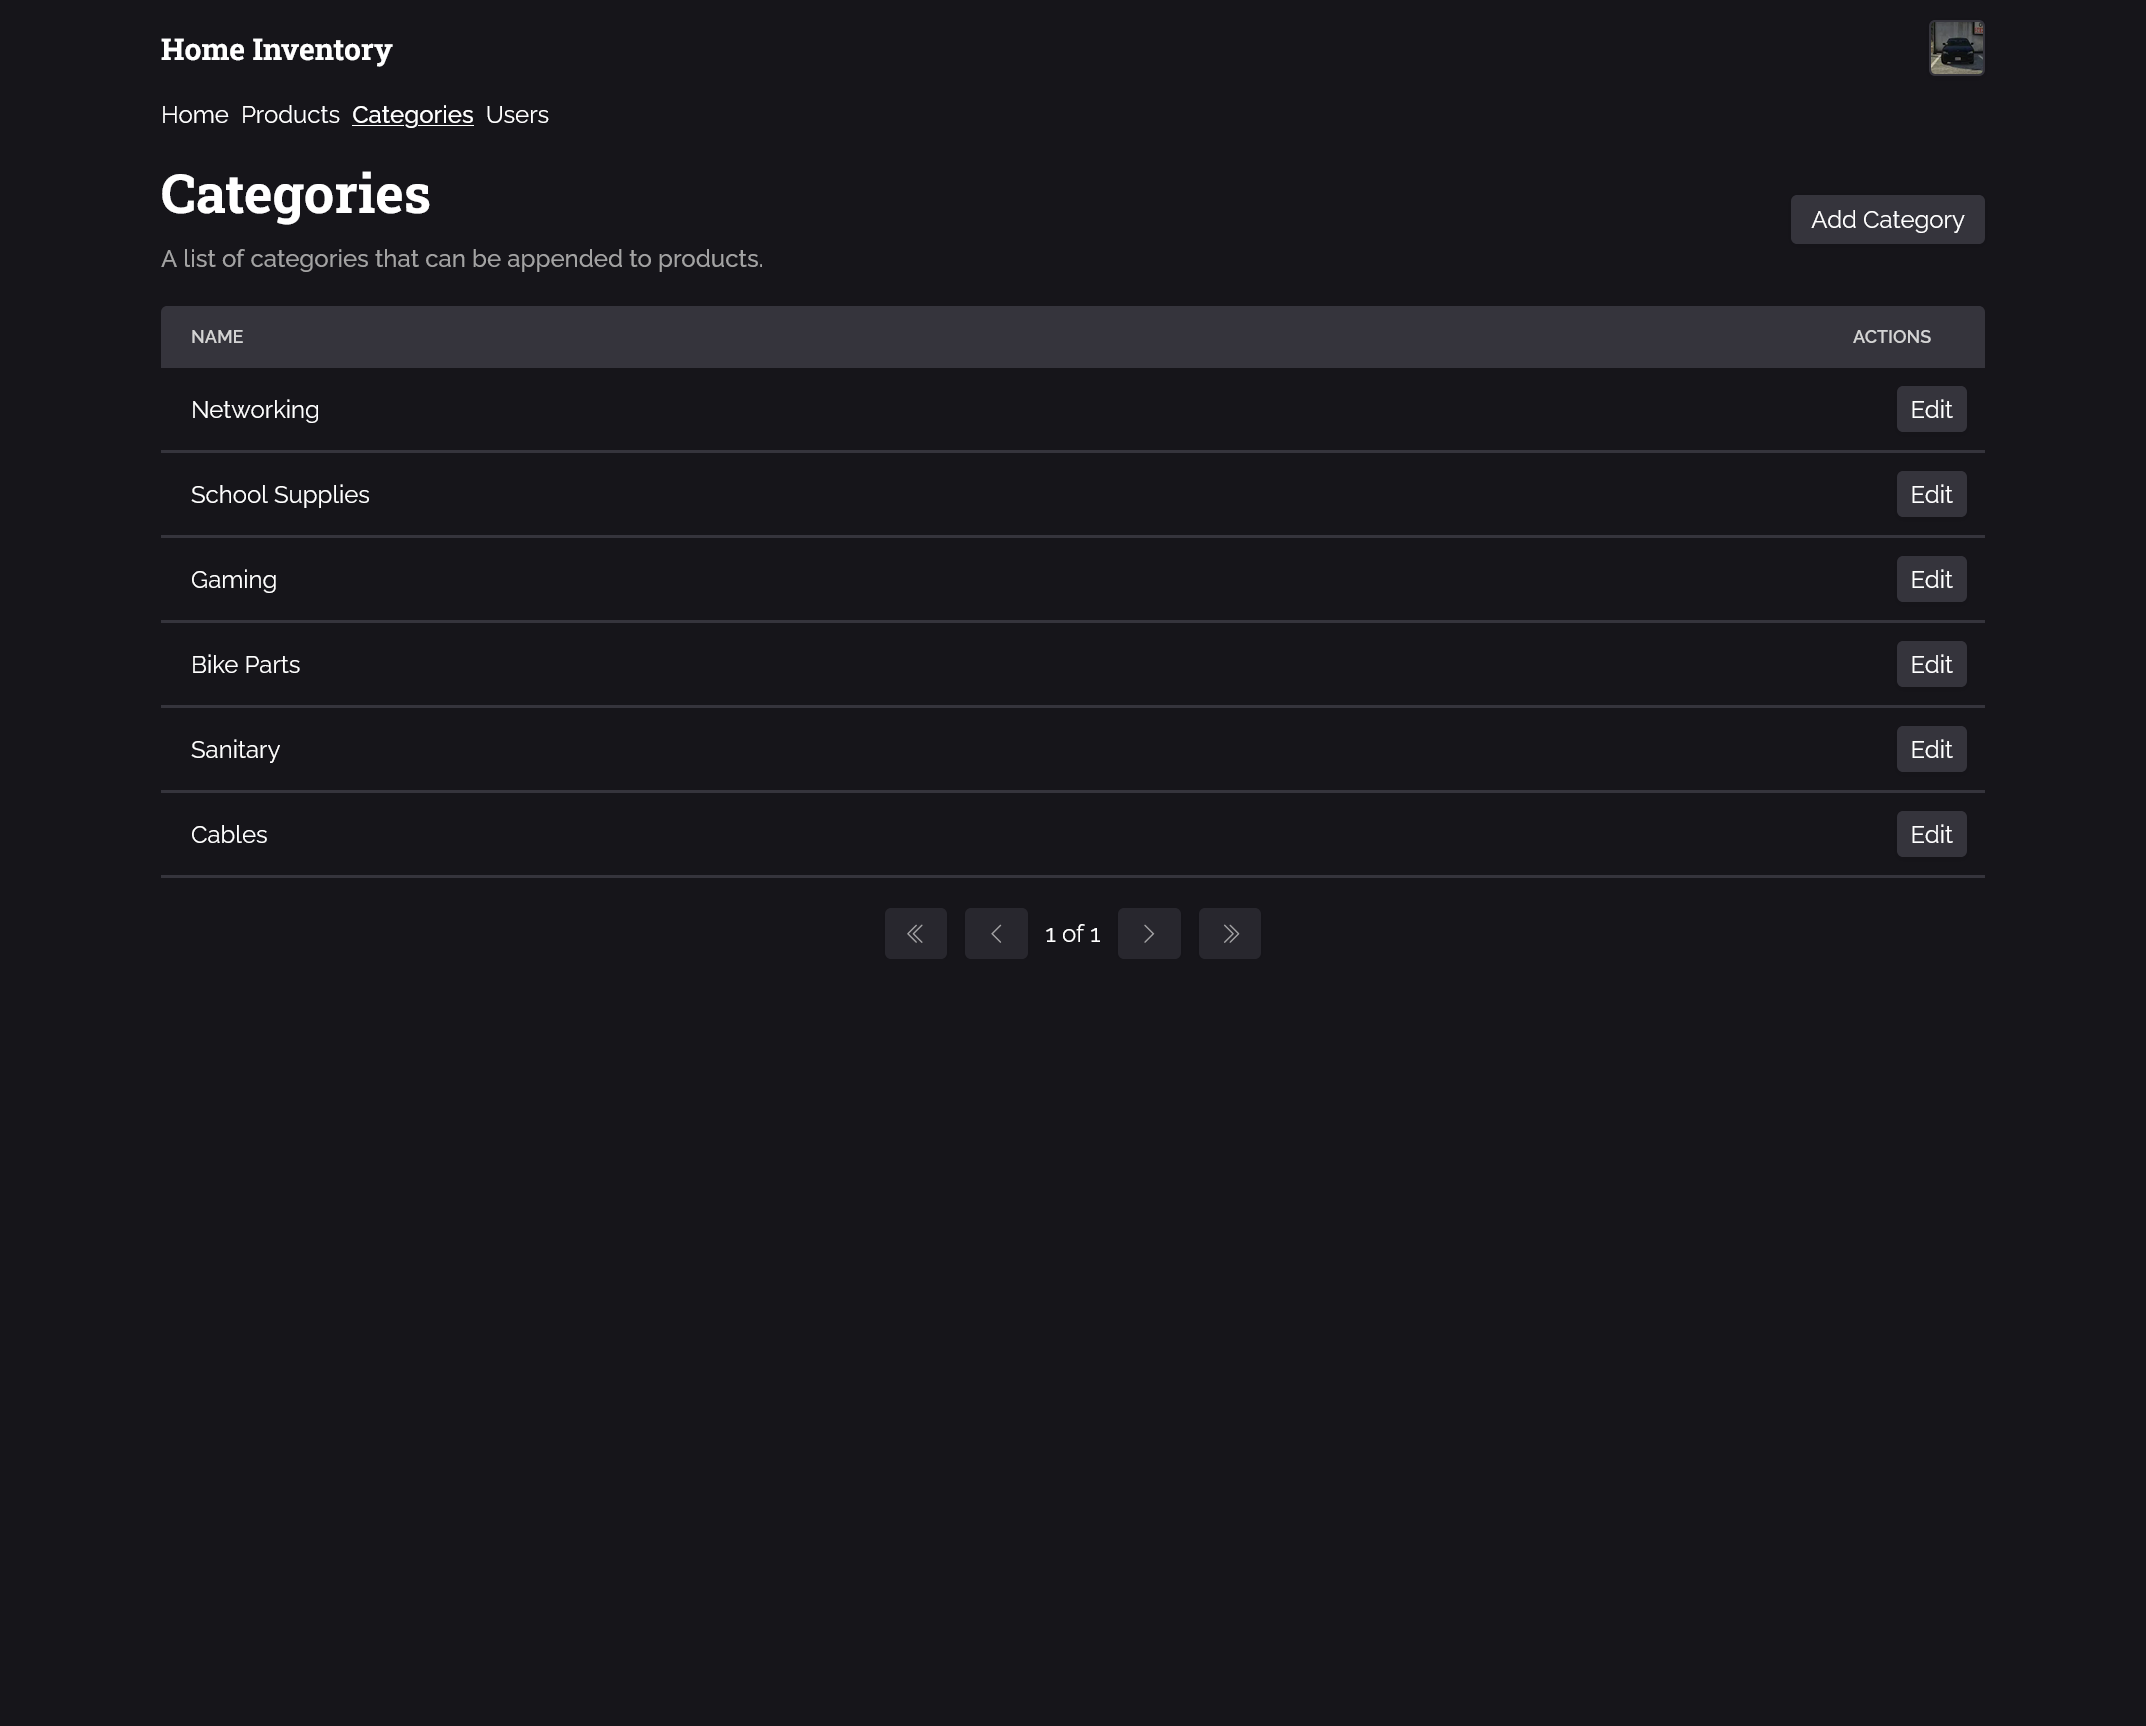 Home Inventory
Home Products Categories Users
Categories
Add Category
A list of categories that can be appended to products.
NAME ACTIONS
Networking Edit
School Supplies Edit
Gaming Edit
Bike Parts Edit
Sanitary Edit
Cables Edit
1 of 1